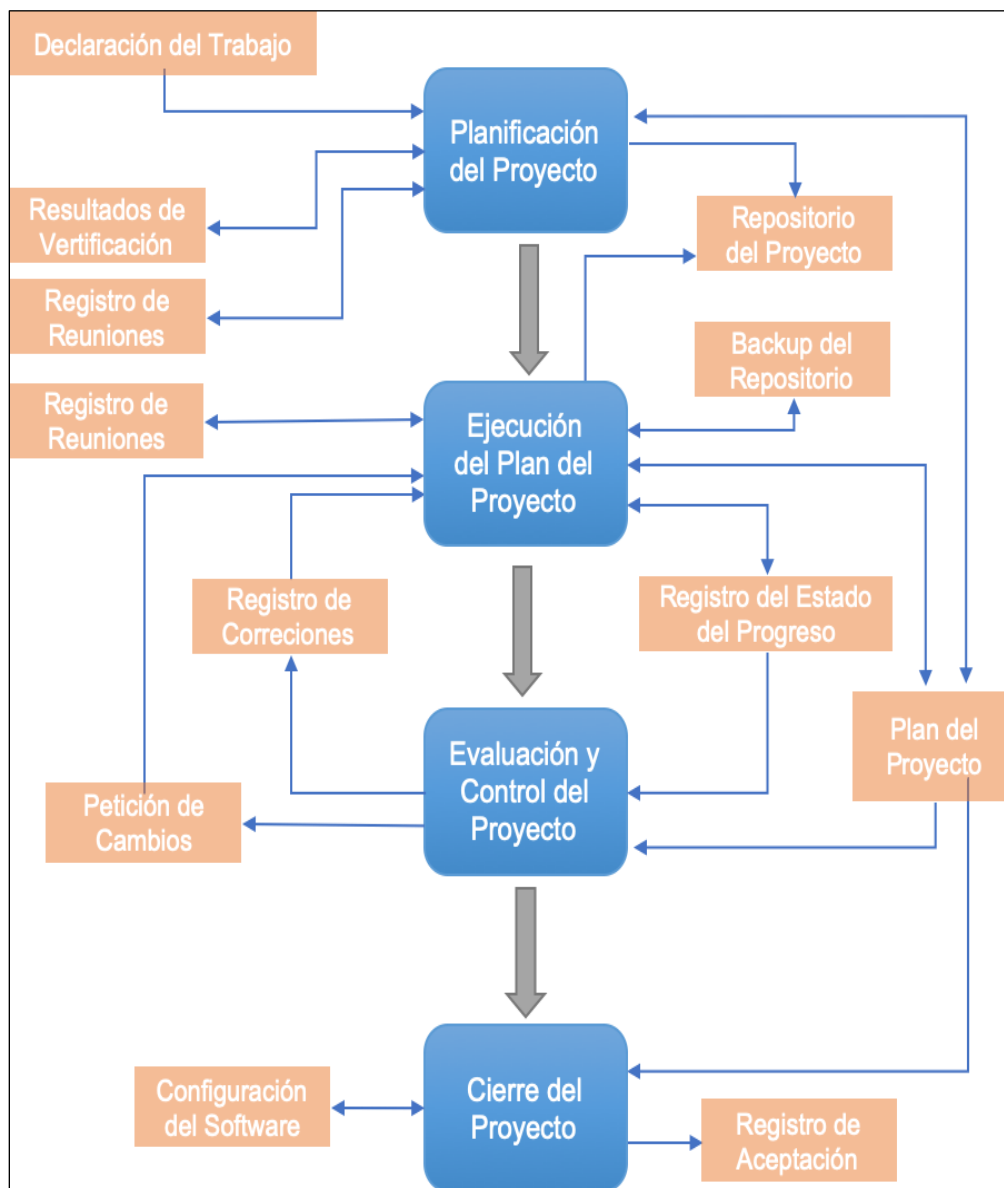 Declaración del Trabajo
Planificación
del Proyecto
Resultados de
Vertificación
Repositorio
del Proyecto
Registro de
Reuniones
Backup del
Repositorio
Registro de
Reuniones
Ejecución
del Plan del
Proyecto
Registro de
Correciones
Registro del Estado
del Progreso
Plan del
Proyecto
Evaluación y
Control del
Proyecto
Petición de
Cambios
Configuración
del Software
Cierre del
Proyecto
Registro de
Aceptación